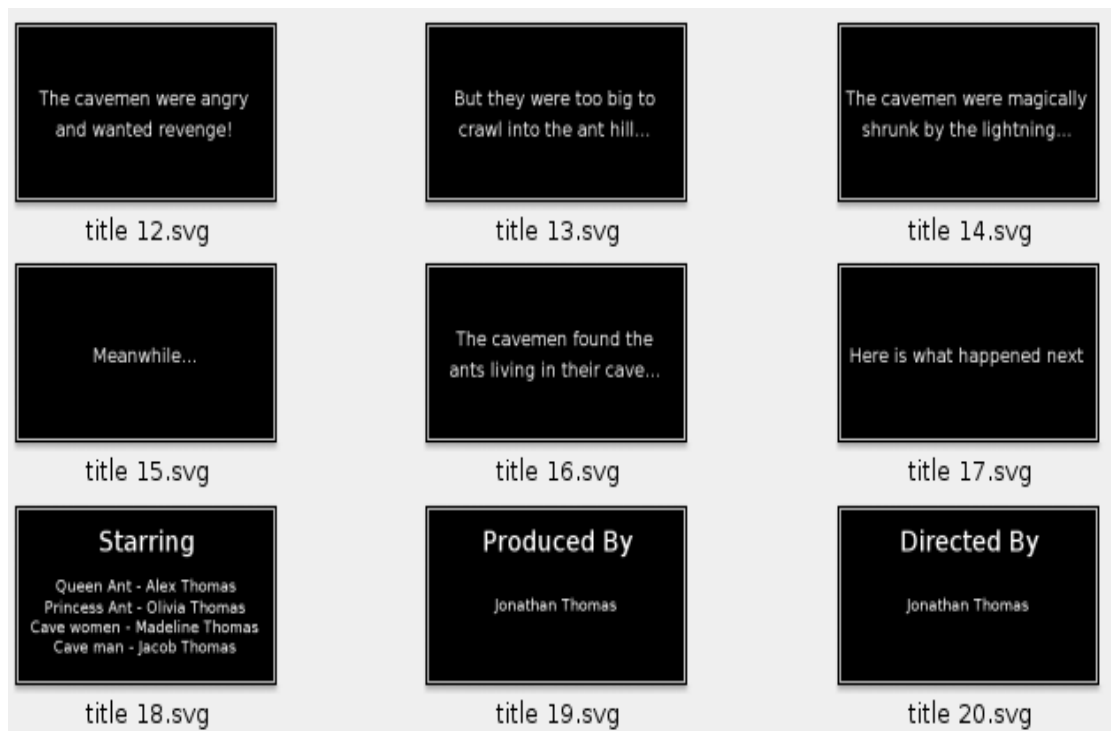 The cavemen were angry
and wanted revenge!
title 12.svg
But they were too big to
crawl into the ant hill...
title 13.svg
The cavemen were magically
shrunk by the lightning...
title 14.svg
Meanwhile...
title 15.svg
The cavemen found the
ants living in their cave...
title 16.svg
Here is what happened next
title 17.svg
Starring
Queen Ant - Alex Thomas
Princess Ant - Olivia Thomas
Cave women - Madeline Thomas
Cave man - Jacob Thomas
title 18.svg
Produced By
Jonathan Thomas
title 19.svg
Directed By
Jonathan Thomas
title 20.svg